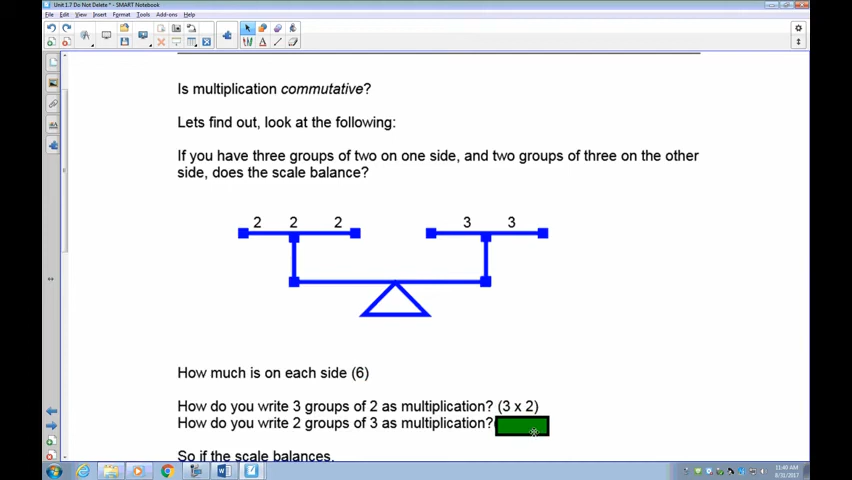 Unit 1.7 Do Not Delete * - SMART Notebook
File Edit View Insert Format Tools Add-ons Help
Is multiplication commutative?
Lets find out, look at the following:
If you have three groups of two on one side, and two groups of three on the other
side, does the scale balance?
2 2 2 3 3
How much is on each side (6)
How do you write 3 groups of 2 as multiplication? (3 x 2)
How do you write 2 groups of 3 as multiplication?
So if the scale balances.
11:40 AM
8/31/2017